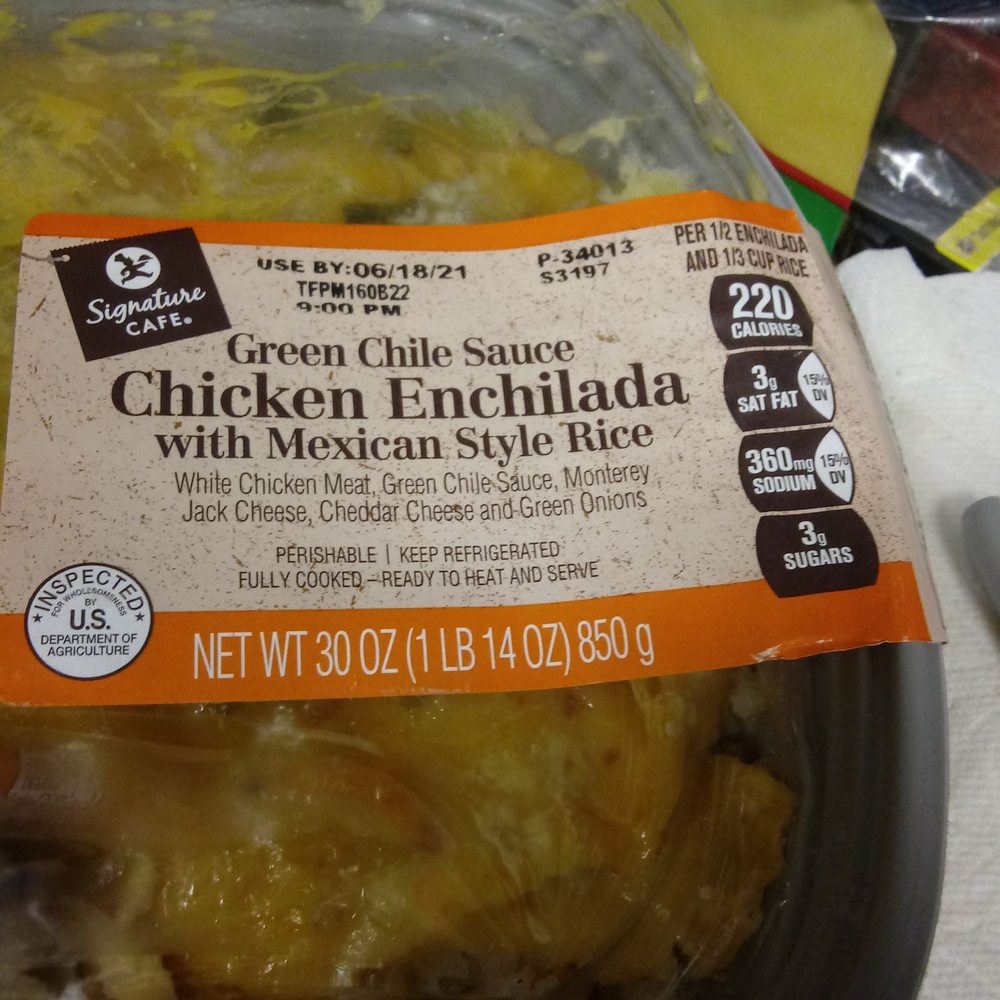 Signature
CAFE®
USE BY:06/18/21
TFPM160B22
9:00 PM
P-34013
S3197
PER 1/2 ENCHILADA
AND 1/3 CUP RICE
220
CALORIES
3g
SAT FAT
15%
DV
360mg
SODIUM
15%
DV
3g
SUGARS
Green Chile Sauce
Chicken Enchilada
with Mexican Style Rice
White Chicken Meat, Green Chile Sauce, Monterey
Jack Cheese, Cheddar Cheese and Green Onions
PERISHABLE | KEEP REFRIGERATED
FULLY COOKED – READY TO HEAT AND SERVE
INSPECTED
FOR WHOLESOMENESS
BY
U.S.
DEPARTMENT OF
AGRICULTURE
NET WT 30 OZ (1 LB 14 OZ) 850 g